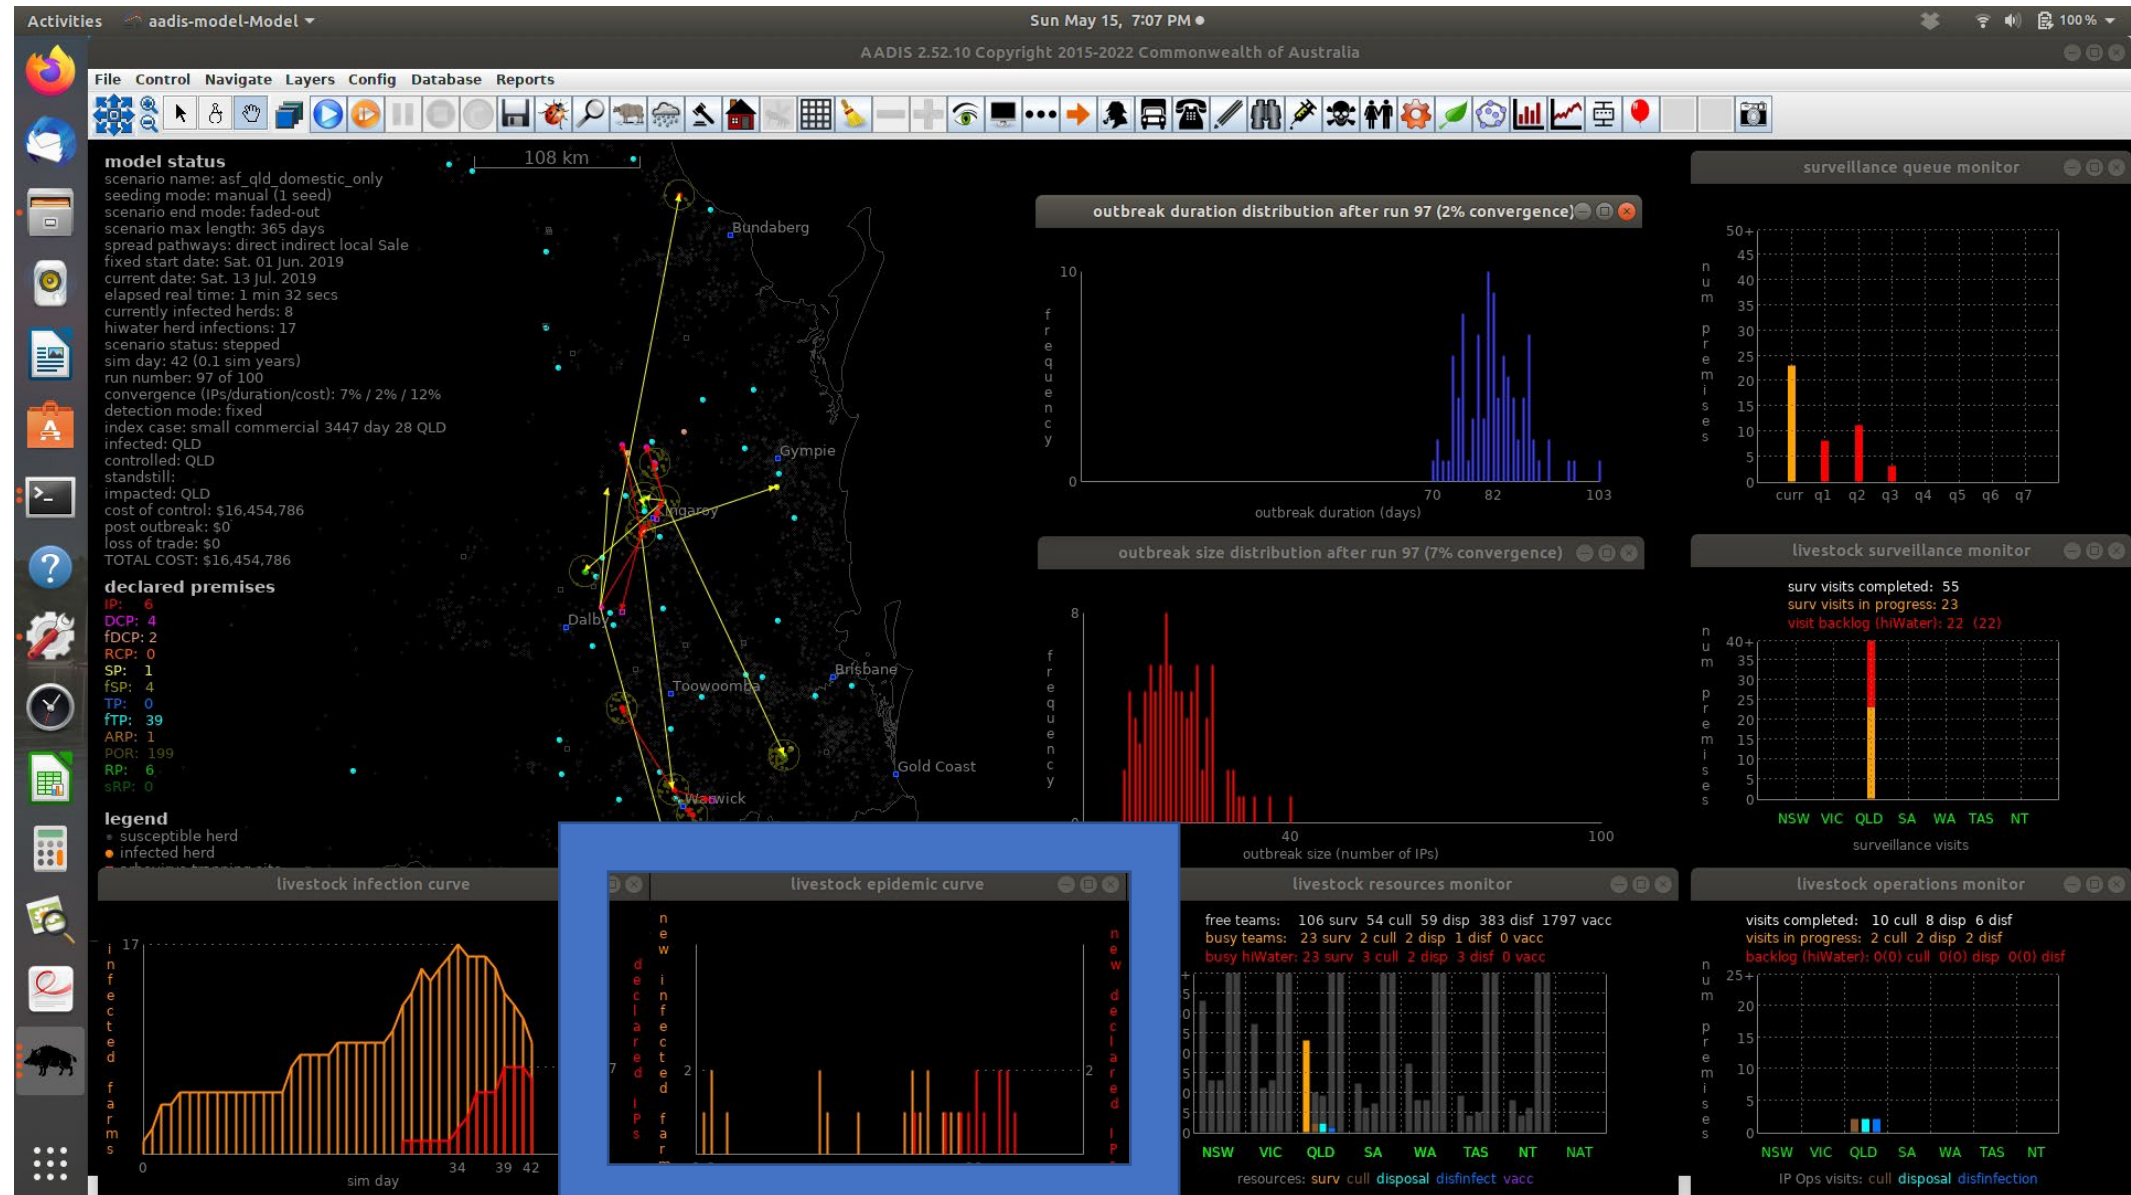 Activities
aadis-model-Model
Sun May 15, 7:07 PM
100%
AADIS 2.52.10 Copyright 2015-2022 Commonwealth of Australia
File Control Navigate Layers Config Database Reports
model status
scenario name: asf_qld_domestic_only
seeding mode: manual (1 seed)
scenario end mode: faded-out
scenario max length: 365 days
spread pathways: direct indirect local Sale
fixed start date: Sat. 01 Jun. 2019
current date: Sat. 13 Jul. 2019
elapsed real time: 1 min 32 secs
currently infected herds: 8
hiwater herd infections: 17
scenario status: stepped
sim day: 42 (0.1 sim years)
run number: 97 of 100
convergence (IPs/duration/cost): 7% / 2% / 12%
detection mode: fixed
index case: small commercial 3447 day 28 QLD
infected: QLD
controlled: QLD
standstill:
impacted: QLD
cost of control: $16,454,786
post outbreak: $0
loss of trade: $0
TOTAL COST: $16,454,786
declared premises
IP: 6
DCP: 4
fDCP: 2
RCP: 0
SP: 1
fSP: 4
TP: 0
fTP: 39
ARP: 1
POR: 199
RP: 6
sRP: 0
legend
susceptible herd
infected herd
108 km
Bundaberg
Gympie
Dalby
Brisbane
Toowoomba
Gold Coast
Warwick
outbreak duration distribution after run 97 (2% convergence)
frequency
10
0
70 82 103
outbreak duration (days)
outbreak size distribution after run 97 (7% convergence)
frequency
8
40 100
outbreak size (number of IPs)
surveillance queue monitor
num premises
50+
45
40
35
30
25
20
15
10
5
0
curr q1 q2 q3 q4 q5 q6 q7
livestock surveillance monitor
surv visits completed: 55
surv visits in progress: 23
visit backlog (hiWater): 22 (22)
num premises
40+
35
30
25
20
15
10
5
0
NSW VIC QLD SA WA TAS NT
surveillance visits
livestock infection curve
infected farms
17
0 34 39 42
sim day
declared IPs
7
livestock epidemic curve
new infected farm
2
2
new declared IP
livestock resources monitor
free teams: 106 surv 54 cull 59 disp 383 disf 1797 vacc
busy teams: 23 surv 2 cull 2 disp 1 disf 0 vacc
busy hiWater: 23 surv 3 cull 2 disp 3 disf 0 vacc
+
5
0
5
0
5
0
5
0
NSW VIC QLD SA WA TAS NT NAT
resources: surv cull disposal disfinfect vacc
livestock operations monitor
visits completed: 10 cull 8 disp 6 disf
visits in progress: 2 cull 2 disp 2 disf
backlog (hiWater): 0(0) cull 0(0) disp 0(0) disf
num premises
25+
20
15
10
5
0
NSW VIC QLD SA WA TAS NT
IP Ops visits: cull disposal disfinfection